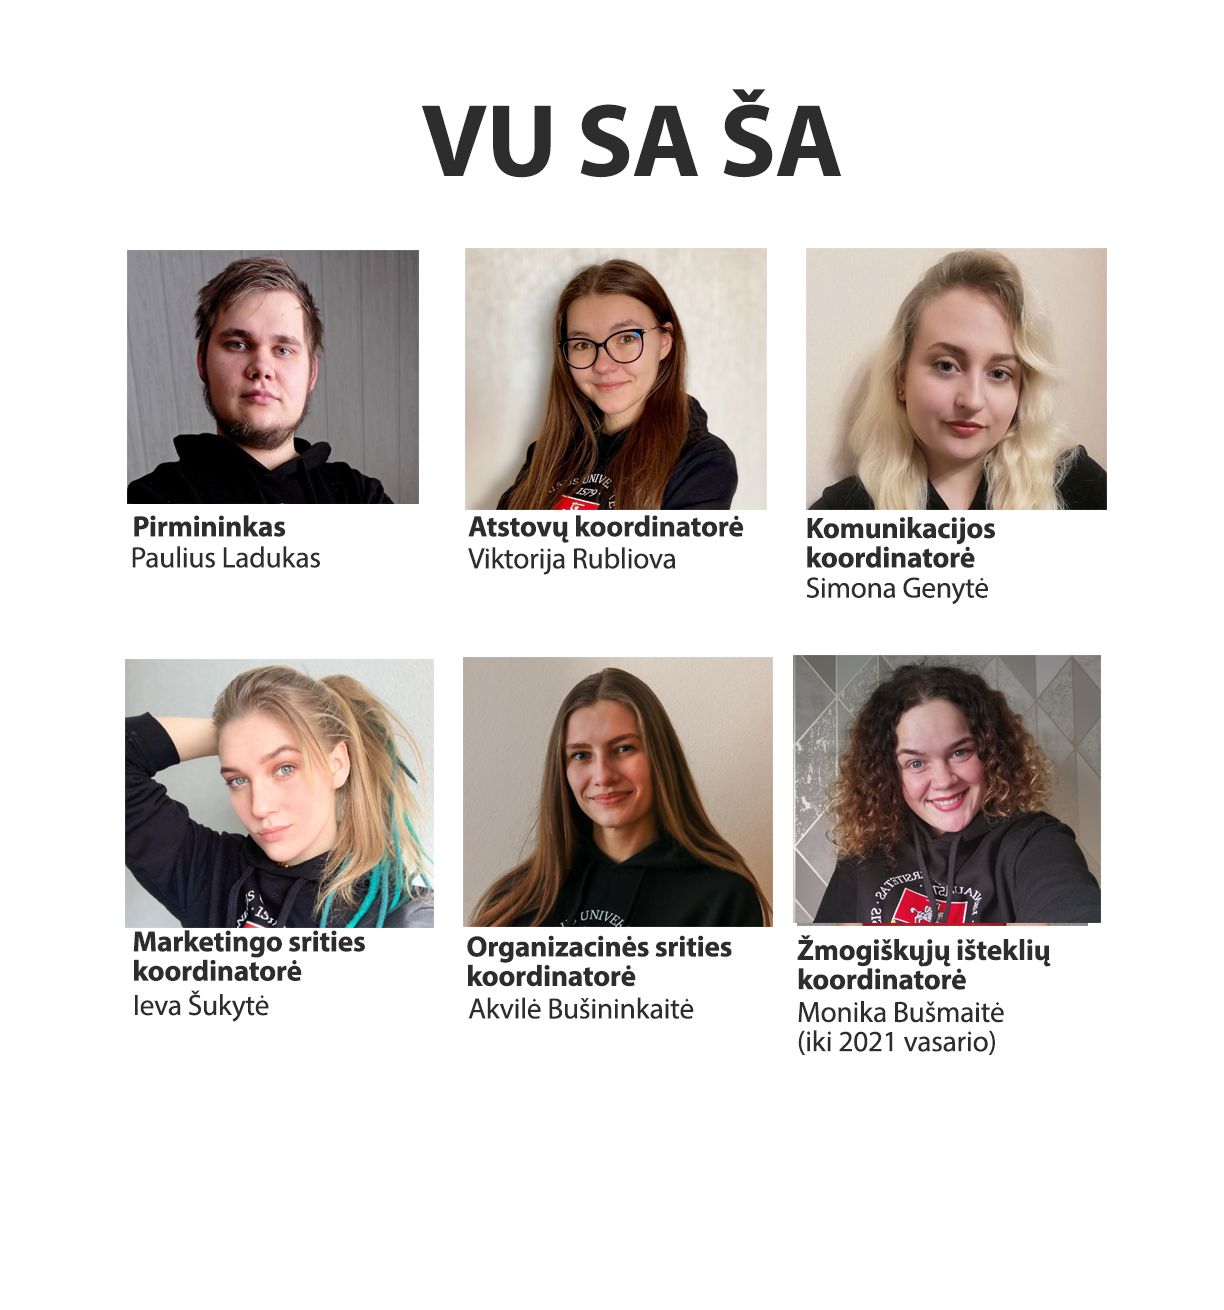 VU SA ŠA
Pirmininkas
Paulius Ladukas
Atstovų koordinatorė
Viktorija Rubliova
Komunikacijos
koordinatorė
Simona Genytė
Marketingo srities
koordinatorė
Ieva Šukytė
Organizacinės srities
koordinatorė
Akvilė Bušininkaitė
Žmogiškųjų išteklių
koordinatorė
Monika Bušmaitė
(iki 2021 vasario)